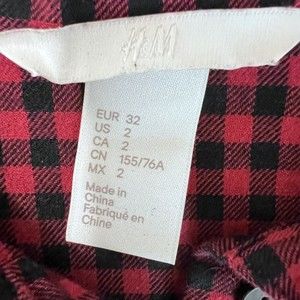 H&M
EUR 32
US 2
CA 2
CN 155/76A
MX 2
Made in
China
Fabriqué en
Chine